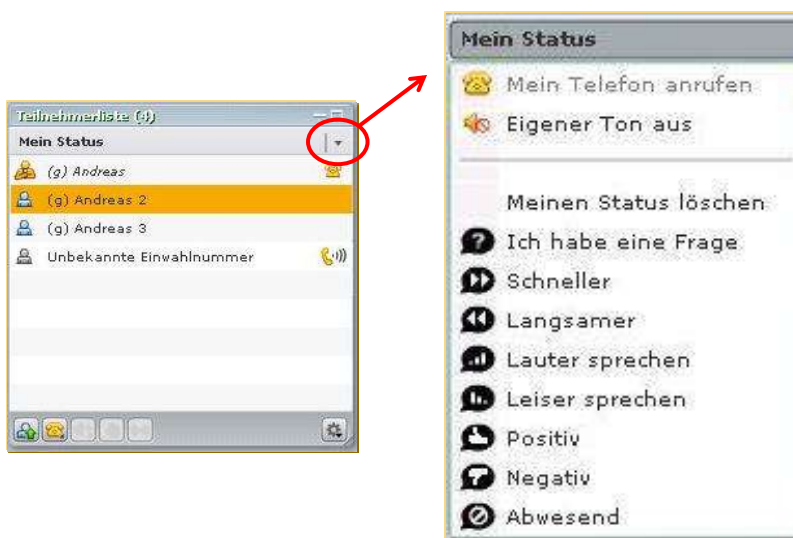 Teilnehmerliste (4)
Mein Status
(g) Andreas
(g) Andreas 2
(g) Andreas 3
Unbekannte Einwahlnummer
Mein Status
Mein Telefon anrufen
Eigener Ton aus
Meinen Status löschen
Ich habe eine Frage
Schneller
Langsamer
Lauter sprechen
Leiser sprechen
Positiv
Negativ
Abwesend